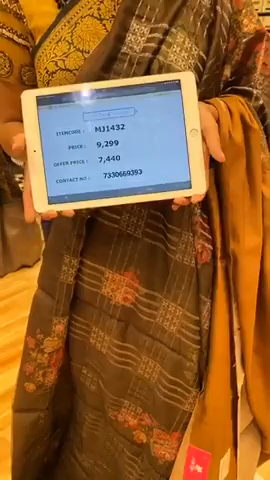 ITEMCODE : MJ1432
PRICE : 9,299
OFFER PRICE : 7,440
CONTACT NO : 7330669393